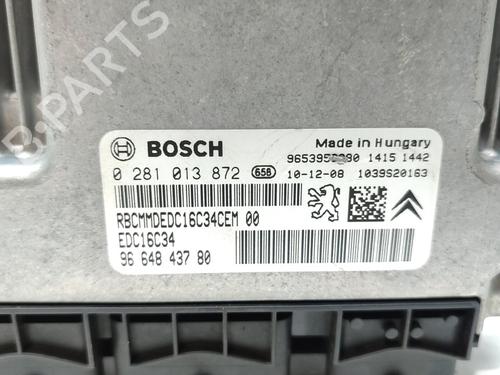 BOSCH
Made in Hungary
1415 1442
0 281 013 872 658 10-12-08 1039S20163
RBCMMDEDC16C34CEM 00
EDC16C34
96 648 437 80
B-PARTS